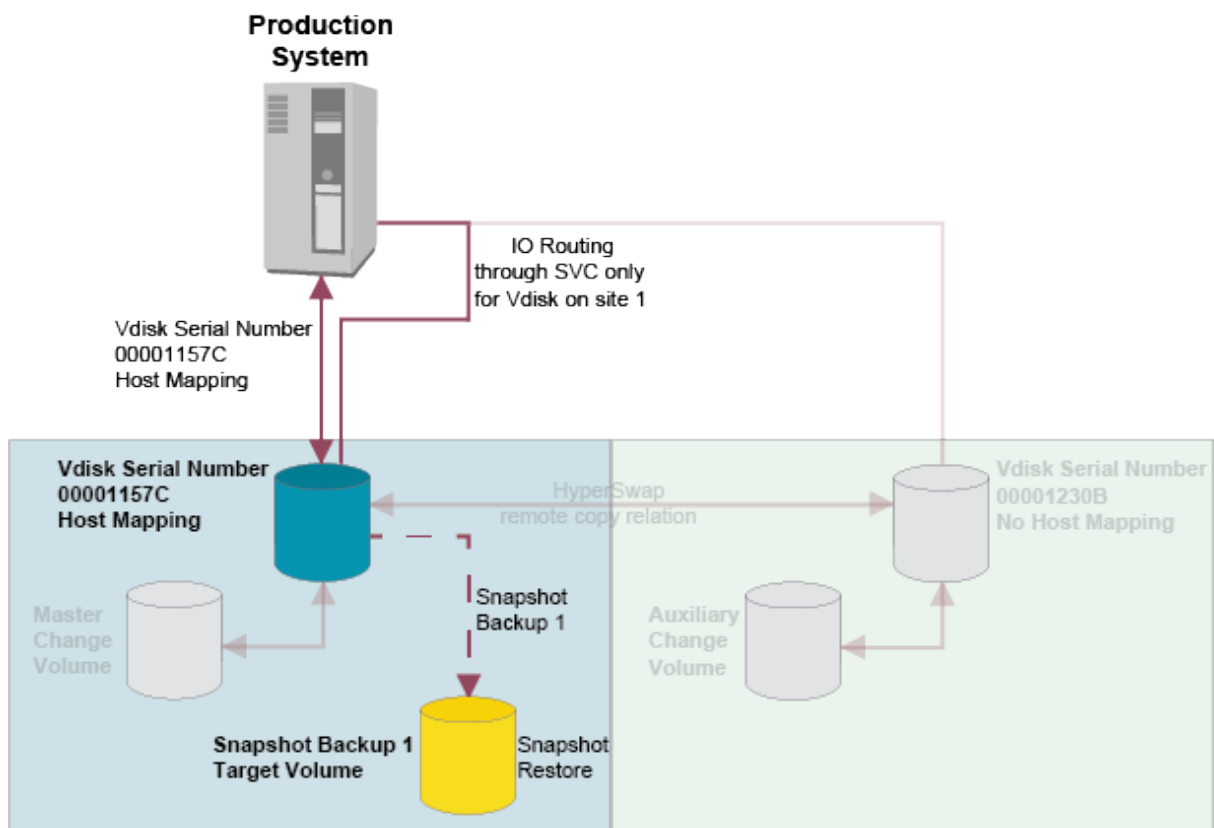 Production
System
IO Routing
through SVC only
for Vdisk on site 1
Vdisk Serial Number
00001157C
Host Mapping
Vdisk Serial Number
00001157C
Host Mapping
HyperSwap
remote copy relation
Vdisk Serial Number
00001230B
No Host Mapping
Master
Change
Volume
Snapshot
Backup 1
Auxiliary
Change
Volume
Snapshot Backup 1
Target Volume
Snapshot
Restore